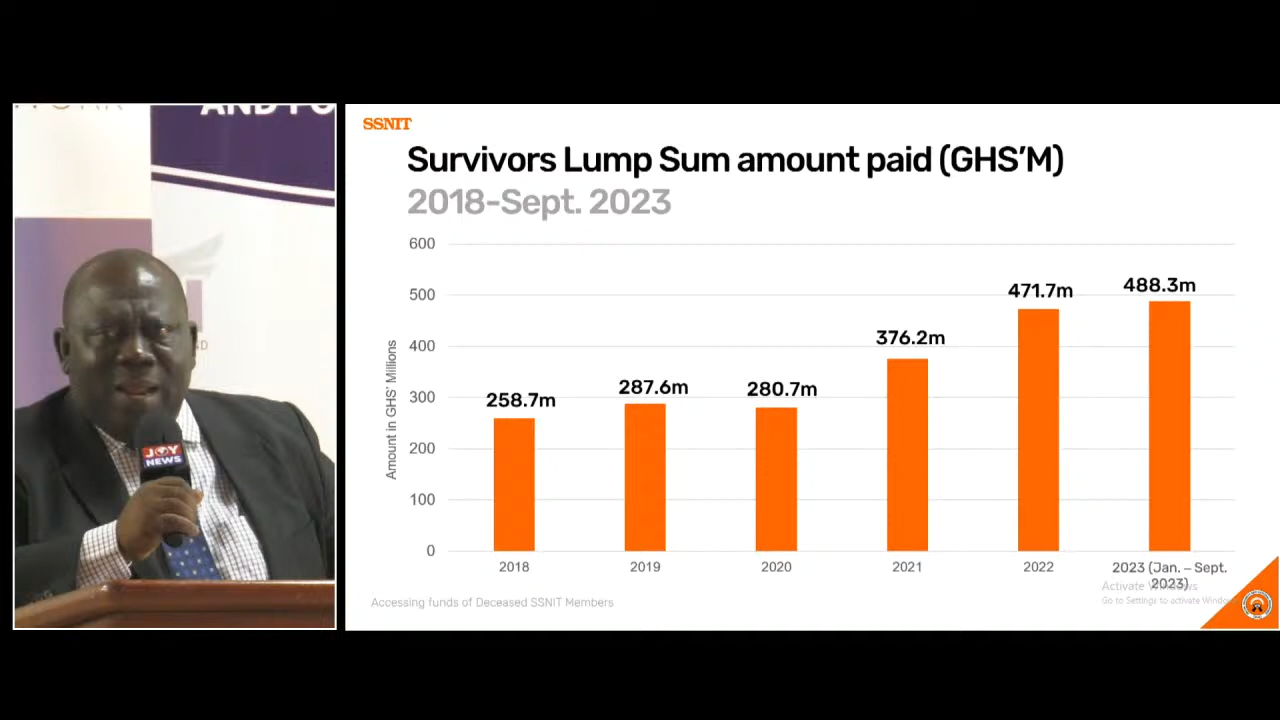 SSNIT
Survivors Lump Sum amount paid (GHS'M)
2018-Sept. 2023
Amount in GHS' Millions
600
500
400
300
200
100
0
258.7m
287.6m
280.7m
376.2m
471.7m
488.3m
2018
2019
2020
2021
2022
2023 (Jan. – Sept.
2023)
Activate Windows
Go to Settings to activate
Accessing funds of Deceased SSNIT Members
JOY
NEWS